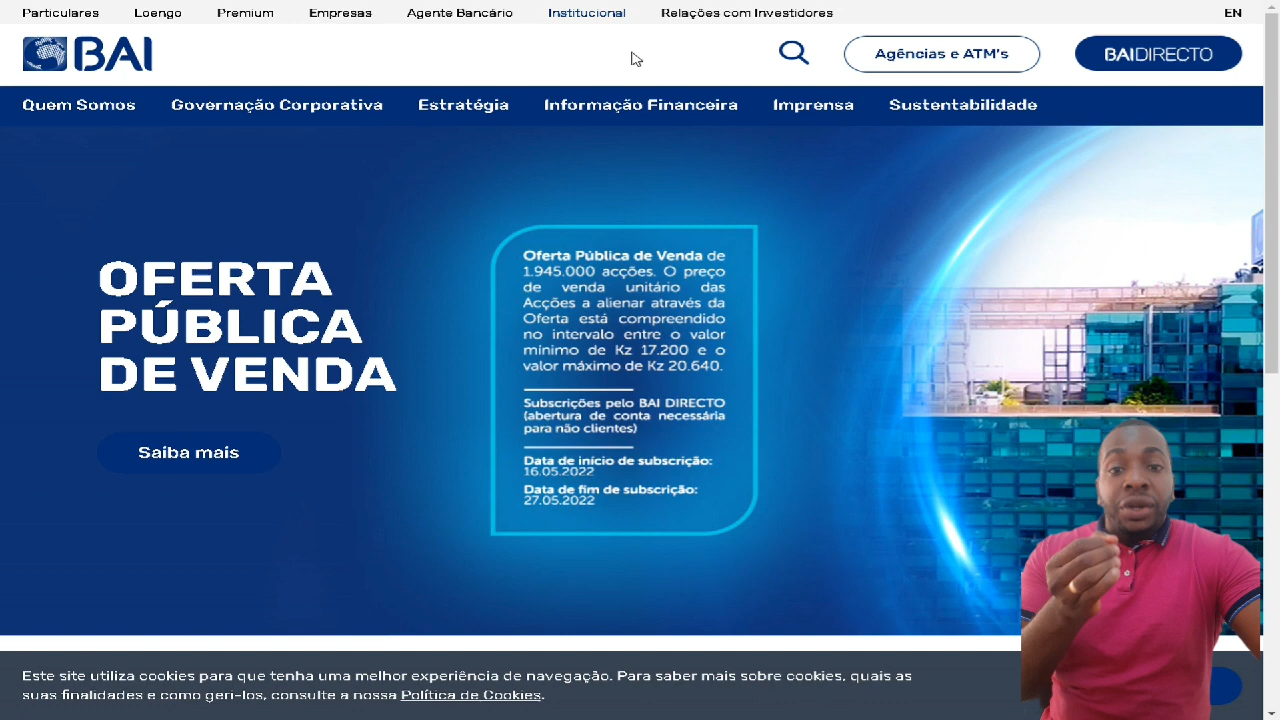 Particulares Loengo Premium Empresas Agente Bancário Institucional Relações com Investidores EN
BAI
Agências e ATM's
BAIDIRECTO
Quem Somos Governação Corporativa Estratégia Informação Financeira Imprensa Sustentabilidade
OFERTA
PÚBLICA
DE VENDA
Saiba mais
Oferta Pública de Venda de
1.945.000 acções. O preço
de venda unitário das
Acções a alienar através da
Oferta está compreendido
no intervalo entre o valor
mínimo de Kz 17.200 e o
valor máximo de Kz 20.640.
Subscrições pelo BAI DIRECTO
(abertura de conta necessária
para não clientes)
Data de início de subscrição:
16.05.2022
Data de fim de subscrição:
27.05.2022
Este site utiliza cookies para que tenha uma melhor experiência de navegação. Para saber mais sobre cookies, quais as
suas finalidades e como geri-los, consulte a nossa Política de Cookies.